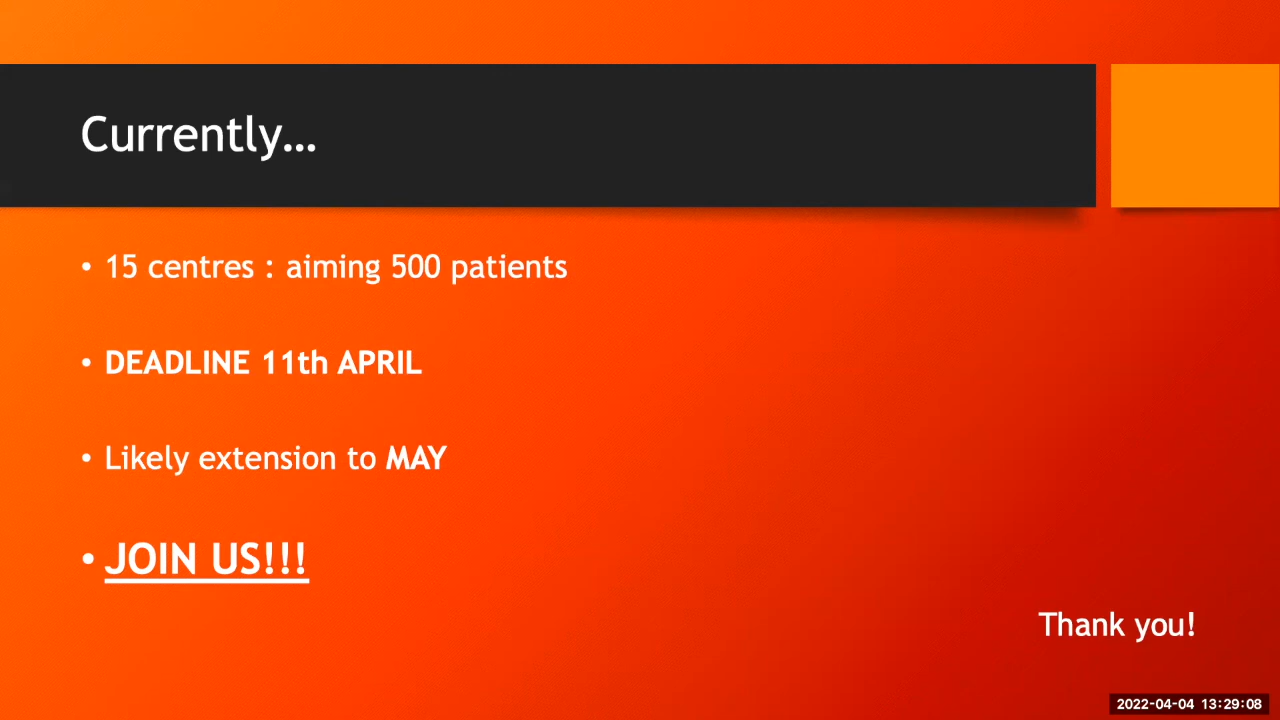 Currently…
• 15 centres : aiming 500 patients
• DEADLINE 11th APRIL
• Likely extension to MAY
• JOIN US!!!
Thank you!
2022-04-04 13:29:08